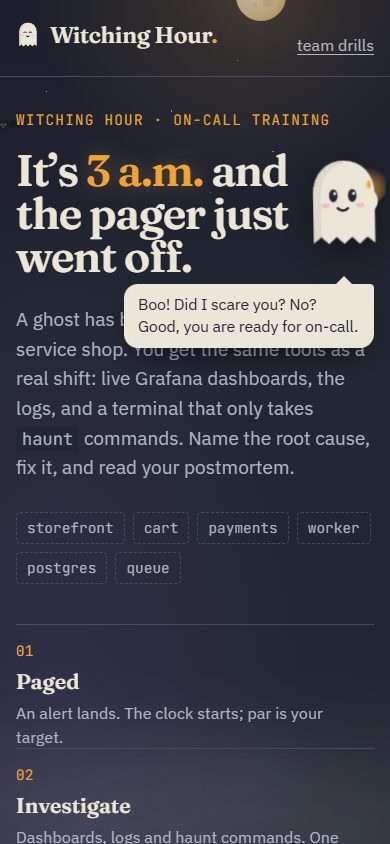 Witching Hour.
team drills
WITCHING HOUR · ON-CALL TRAINING
It's 3 a.m. and
the pager just
went off.
Boo! Did I scare you? No?
Good, you are ready for on-call.
A ghost has
service shop. You get the same tools as a
real shift: live Grafana dashboards, the
logs, and a terminal that only takes
haunt commands. Name the root cause,
fix it, and read your postmortem.
storefront cart payments worker
postgres queue
01
Paged
An alert lands. The clock starts; par is your
target.
02
Investigate
Dashboards, logs and haunt commands. One